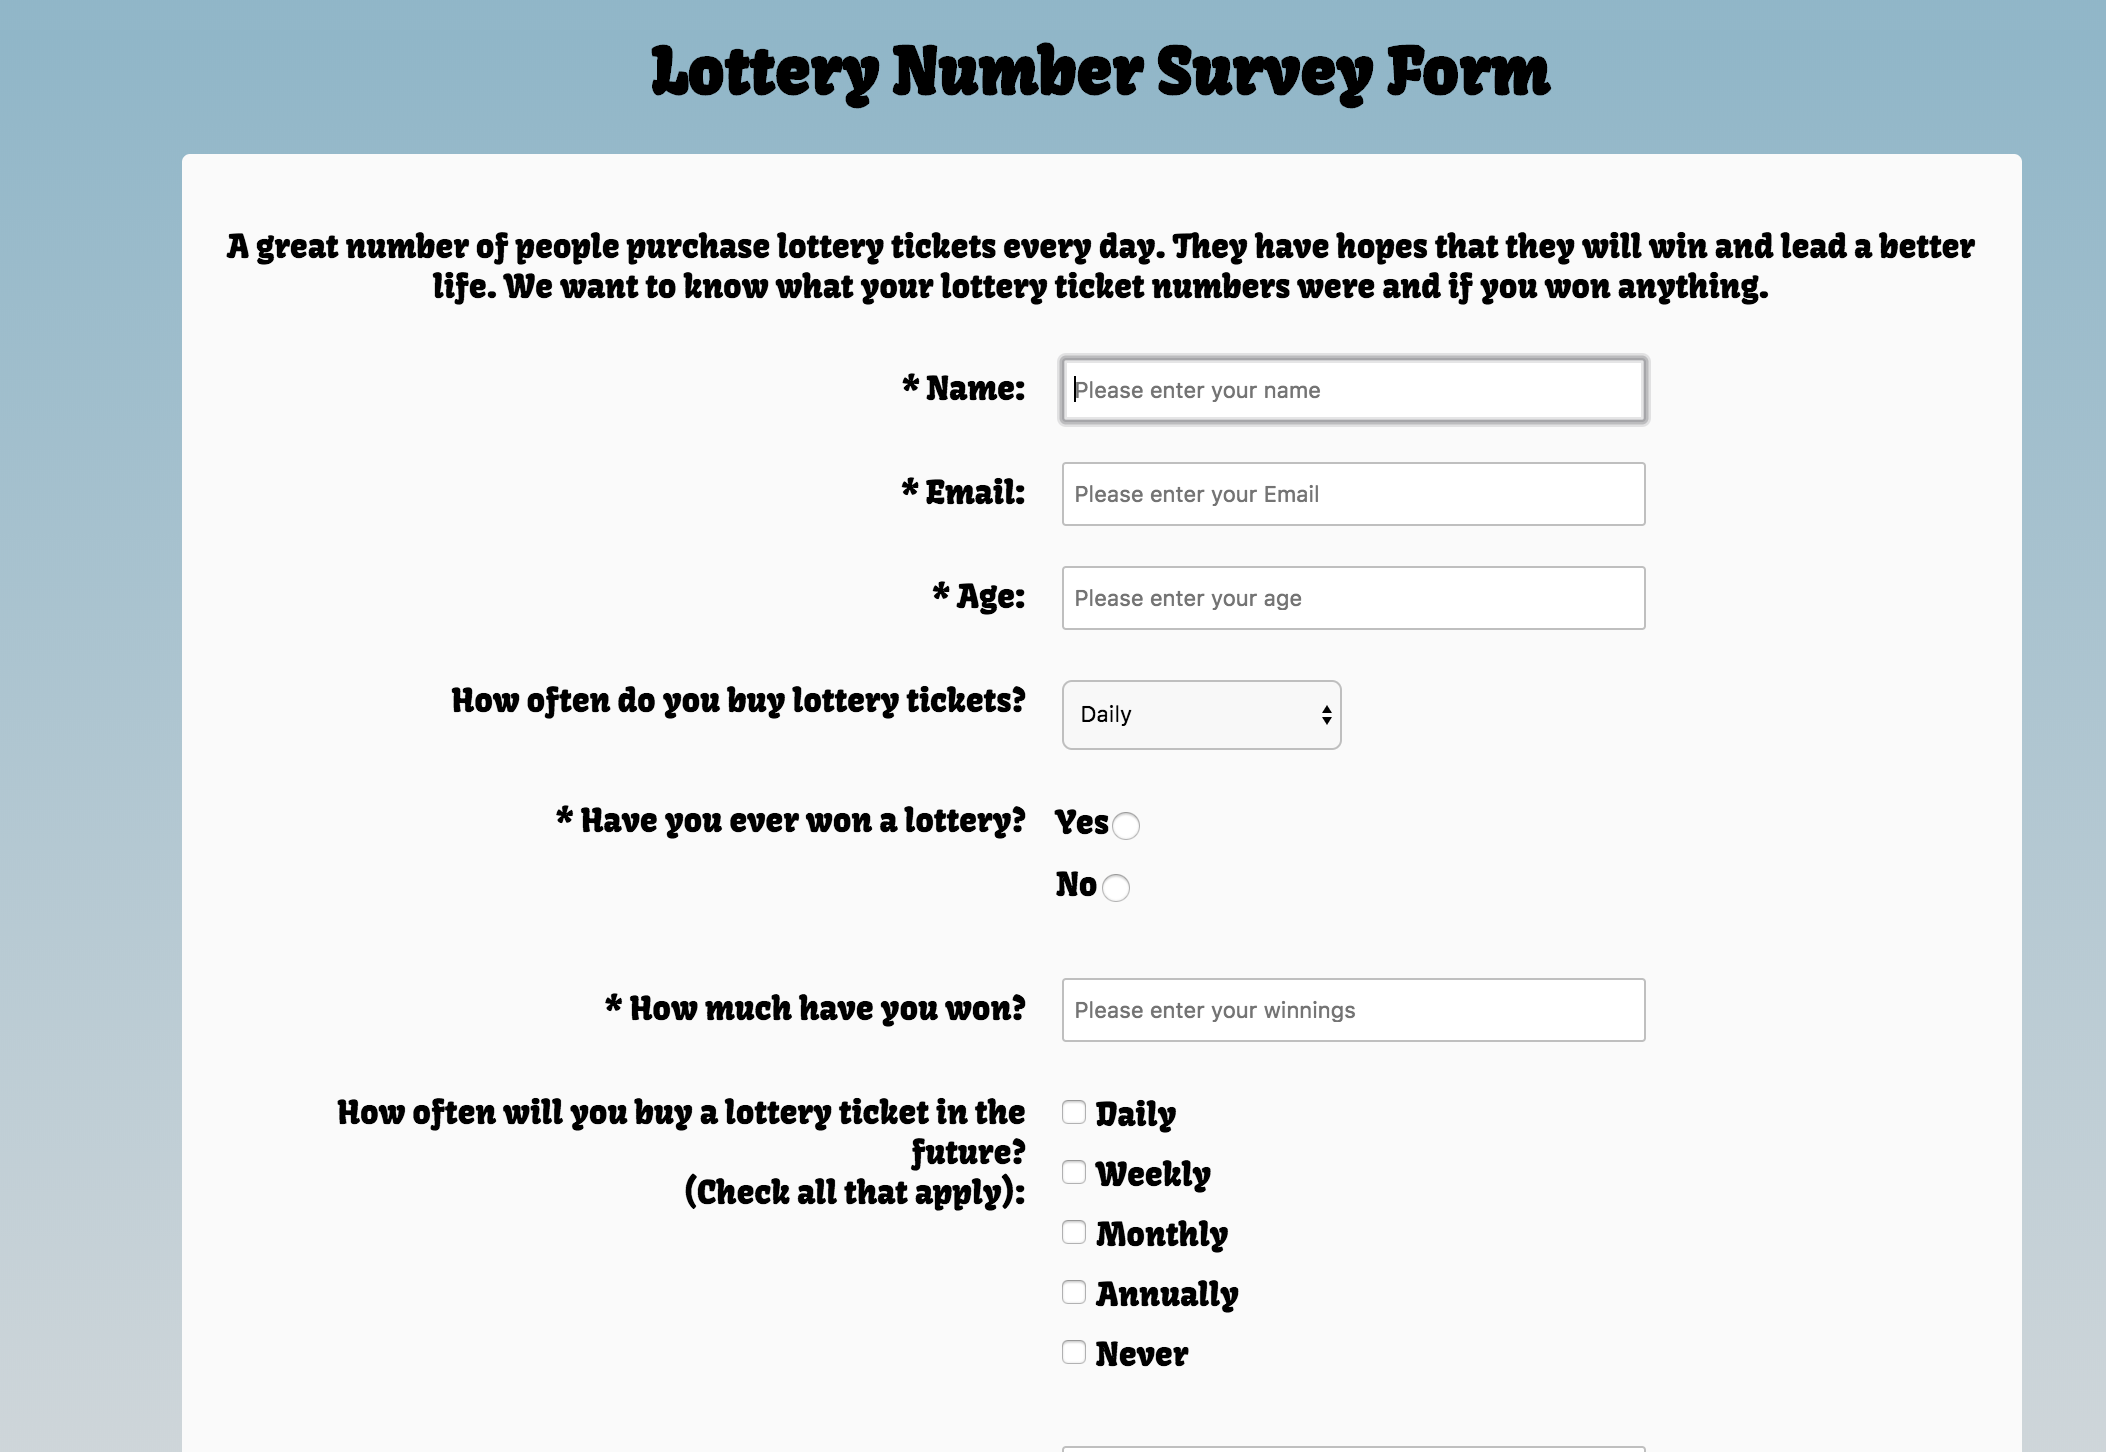 Lottery Number Survey Form
A great number of people purchase lottery tickets every day. They have hopes that they will win and lead a better
life. We want to know what your lottery ticket numbers were and if you won anything.
* Name:
Please enter your name
* Email:
Please enter your Email
* Age:
Please enter your age
How often do you buy lottery tickets?
Daily
* Have you ever won a lottery?
Yes
No
* How much have you won?
Please enter your winnings
How often will you buy a lottery ticket in the
future?
(Check all that apply):
Daily
Weekly
Monthly
Annually
Never